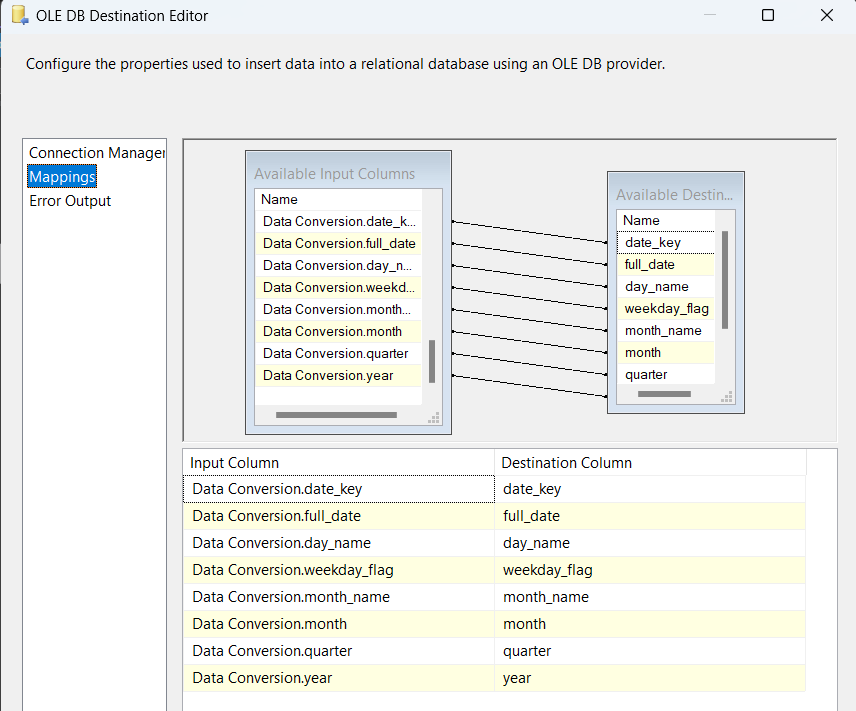 OLE DB Destination Editor
Configure the properties used to insert data into a relational database using an OLE DB provider.
Connection Manager
Mappings
Error Output
Available Input Columns
Name
Data Conversion.date_k...
Data Conversion.full_date
Data Conversion.day_n...
Data Conversion.weekd...
Data Conversion.month...
Data Conversion.month
Data Conversion.quarter
Data Conversion.year
Available Destin...
Name
date_key
full_date
day_name
weekday_flag
month_name
month
quarter
Input Column Destination Column
Data Conversion.date_key date_key
Data Conversion.full_date full_date
Data Conversion.day_name day_name
Data Conversion.weekday_flag weekday_flag
Data Conversion.month_name month_name
Data Conversion.month month
Data Conversion.quarter quarter
Data Conversion.year year